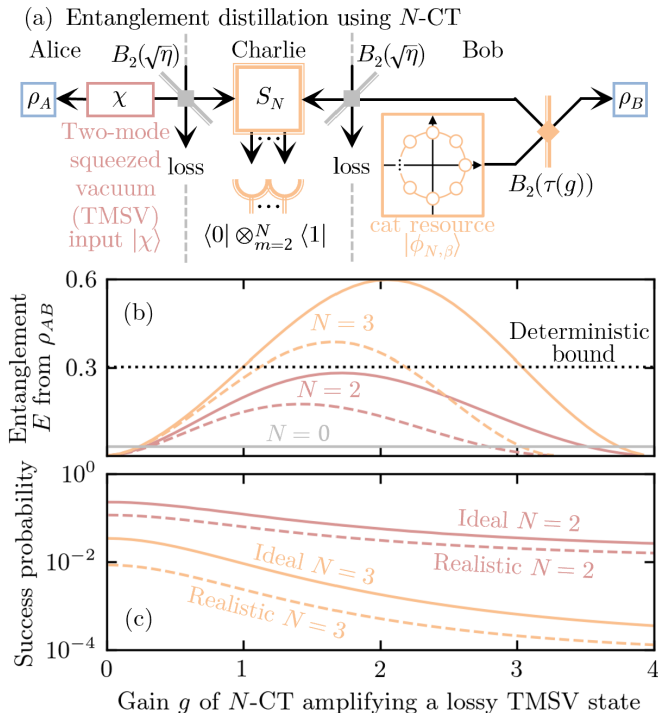 (a) Entanglement distillation using N-CT
Alice B₂(√η) Charlie B₂(√η) Bob
ρ_A χ S_N ρ_B
Two-mode
squeezed
vacuum
(TMSV)
input |χ⟩
loss
...
...
⟨0| ⊗_{m=2}^N ⟨1|
loss
cat resource
|ϕ_{N,β}⟩
B₂(τ(g))
(b)
Entanglement
E from ρ_{AB}
0.6
0.3
0
N = 3
Deterministic
bound
N = 2
N = 0
(c)
Success probability
10⁰
10⁻²
10⁻⁴
Ideal N = 2
Realistic N = 2
Ideal N = 3
Realistic N = 3
0 1 2 3 4
Gain g of N-CT amplifying a lossy TMSV state